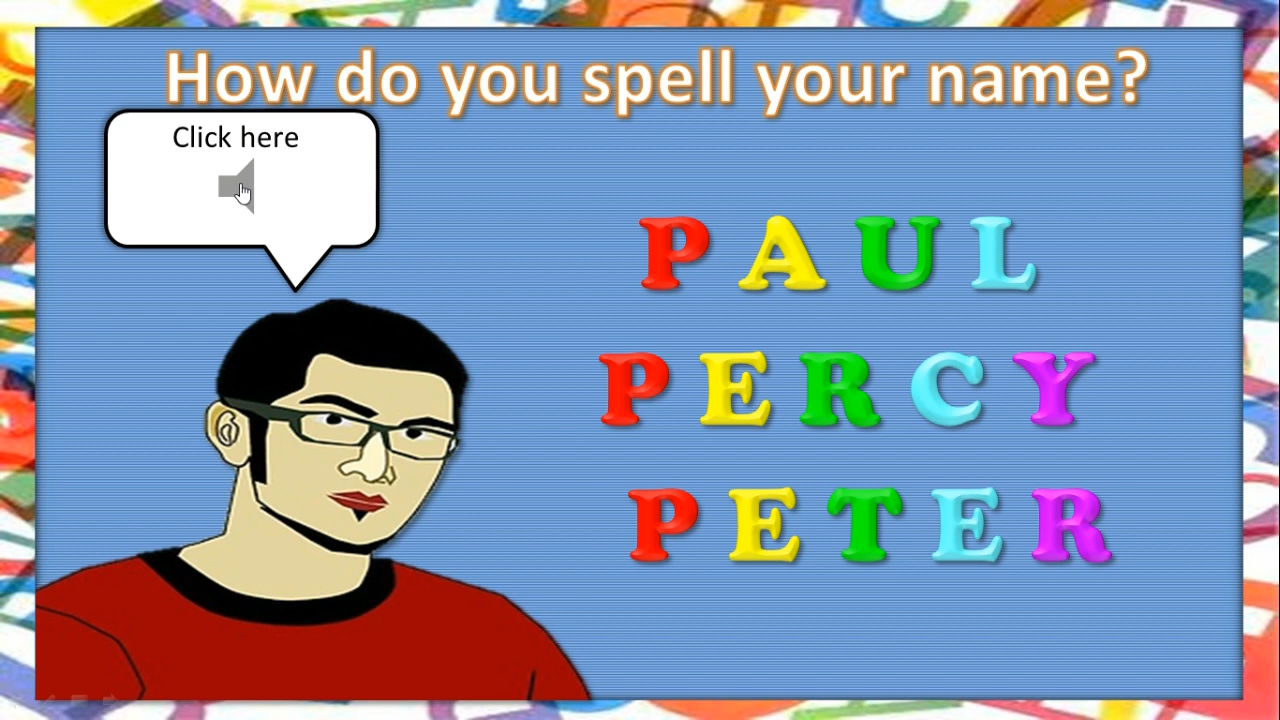 How do you spell your name?
Click here
P A U L
P E R C Y
P E T E R